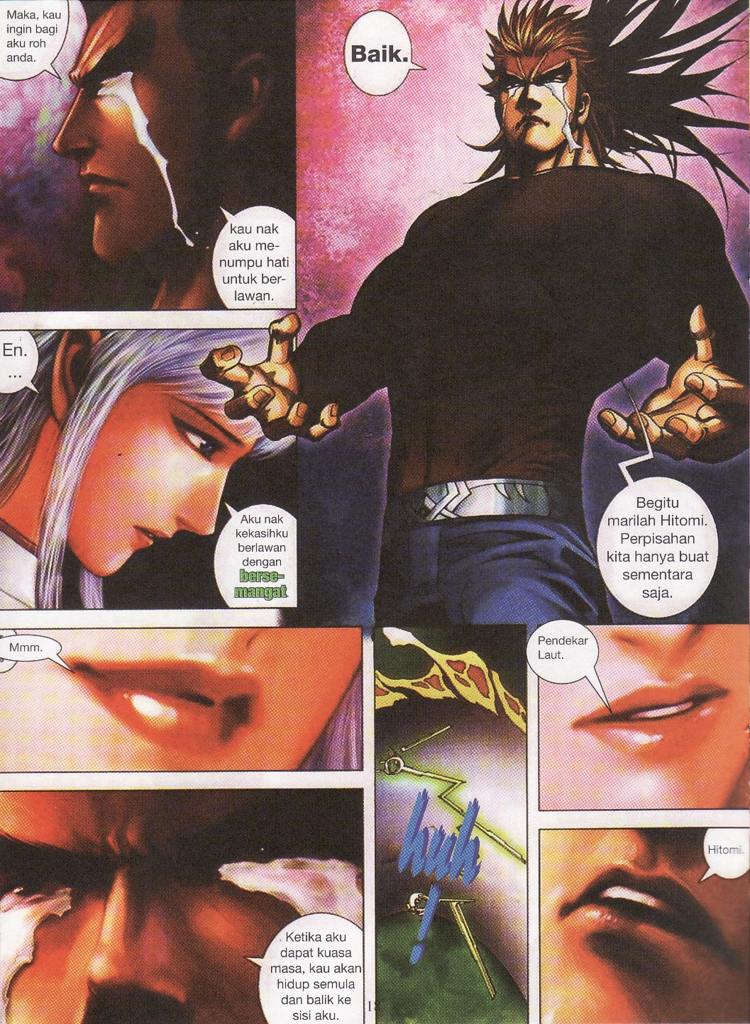 Maka, kau
ingin bagi
aku roh
anda.
Baik.
kau nak
aku me-
numpu hati
untuk ber-
lawan.
En.
...
Aku nak
kekasihku
berlawan
dengan
berse-
mangat
Begitu
marilah Hitomi.
Perpisahan
kita hanya buat
sementara
saja.
Mmm.
Pendekar
Laut.
huh
!
Hitomi.
Ketika aku
dapat kuasa
masa, kau akan
hidup semula
dan balik ke
sisi aku.